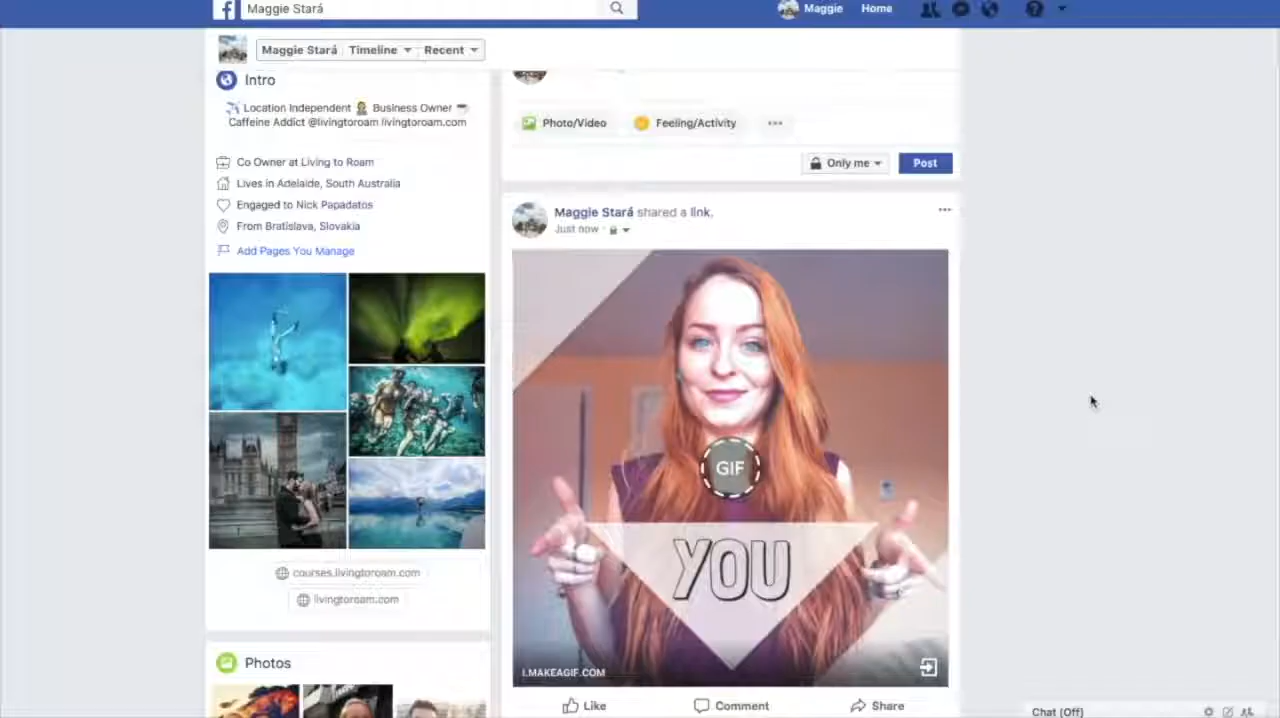 Maggie Stará
Maggie Home
Maggie Stará Timeline Recent
Intro
Location Independent Business Owner
Caffeine Addict @livingtoroam livingtoroam.com
Co Owner at Living to Roam
Lives in Adelaide, South Australia
Engaged to Nick Papadatos
From Bratislava, Slovakia
Add Pages You Manage
courses.livingtoroam.com
livingtoroam.com
Photos
Photo/Video Feeling/Activity
Only me Post
Maggie Stará shared a link.
Just now
GIF
YOU
I.MAKEAGIF.COM
Like Comment Share
Chat (Off)